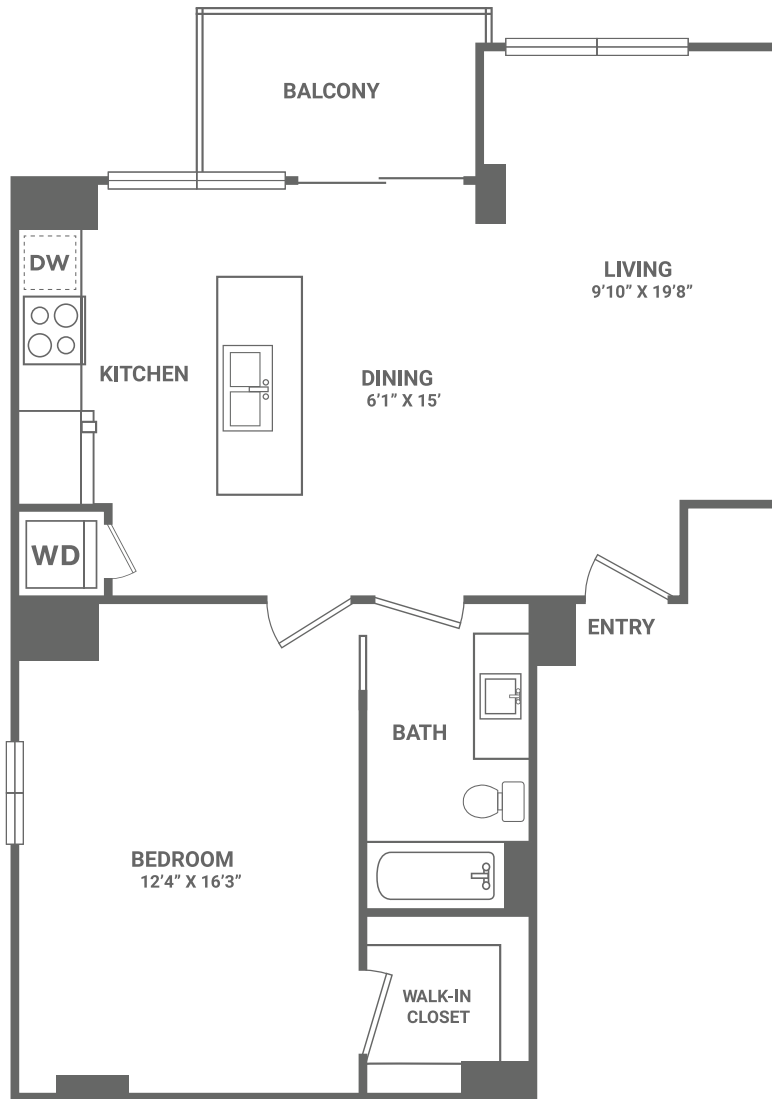 BALCONY
LIVING
9’10” X 19’8”
DW
KITCHEN
DINING
6’1” X 15’
WD
ENTRY
BATH
BEDROOM
12’4” X 16’3”
WALK-IN
CLOSET